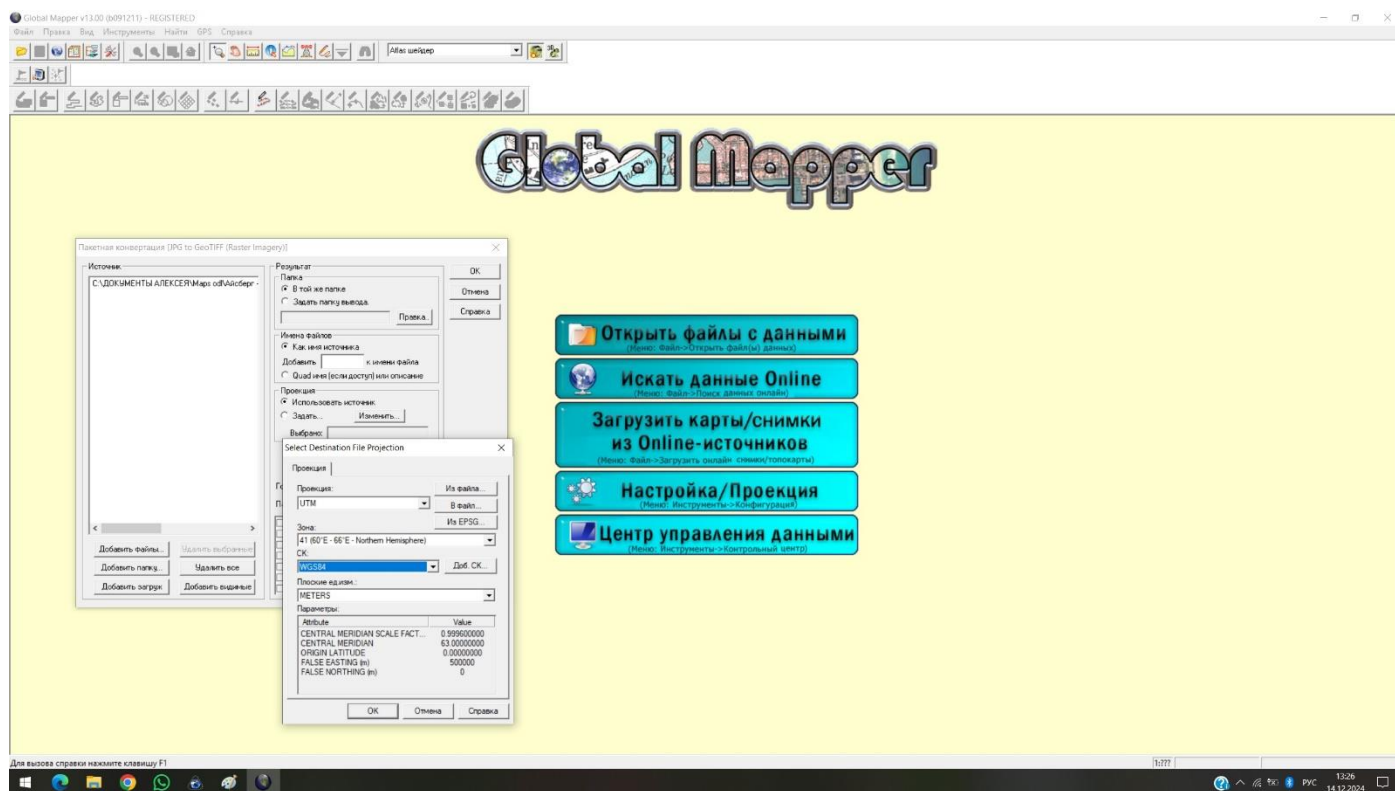 Global Mapper v13.00 (b091211) - REGISTERED
Файл Правка Вид Инструменты Найти GPS Справка
Atlas шейдер
Global Mapper
Пакетная конвертация [JPG to GeoTIFF (Raster Imagery)]
Источник
C:\ДОКУМЕНТЫ АЛЕКСЕЯ\Maps odf\Айсберг -
Добавить файлы...
Удалить выбранные
Добавить папку...
Удалить все
Добавить загруж
Добавить видимые
Результат
Папка
В той же папке
Задать папку вывода.
Правка...
Имена файлов
Как имя источника
Добавить к имени файла
Quad имя (если доступ) или описание
Проекция
Использовать источник
Задать... Изменить...
Выбрано:
OK
Отмена
Справка
Select Destination File Projection
Проекция
Проекция:
UTM
Из файла...
В файл...
Из EPSG...
Зона:
41 (60°E - 66°E - Northern Hemisphere)
СК:
WGS84
Доб. СК...
Плоские ед.изм.:
METERS
Параметры:
Attribute Value
CENTRAL MERIDIAN SCALE FACT... 0.999600000
CENTRAL MERIDIAN 63.00000000
ORIGIN LATITUDE 0.00000000
FALSE EASTING (m) 500000
FALSE NORTHING (m) 0
OK Отмена Справка
Открыть файлы с данными
(Меню: Файл->Открыть файл(ы) данных)
Искать данные Online
(Меню: Файл->Поиск данных онлайн)
Загрузить карты/снимки
из Online-источников
(Меню: Файл->Загрузить онлайн снимки/топокарты)
Настройка/Проекция
(Меню: Инструменты->Конфигурация)
Центр управления данными
(Меню: Инструменты->Контрольный центр)
Для вызова справки нажмите клавишу F1
1:???
РУС
13:26
14.12.2024